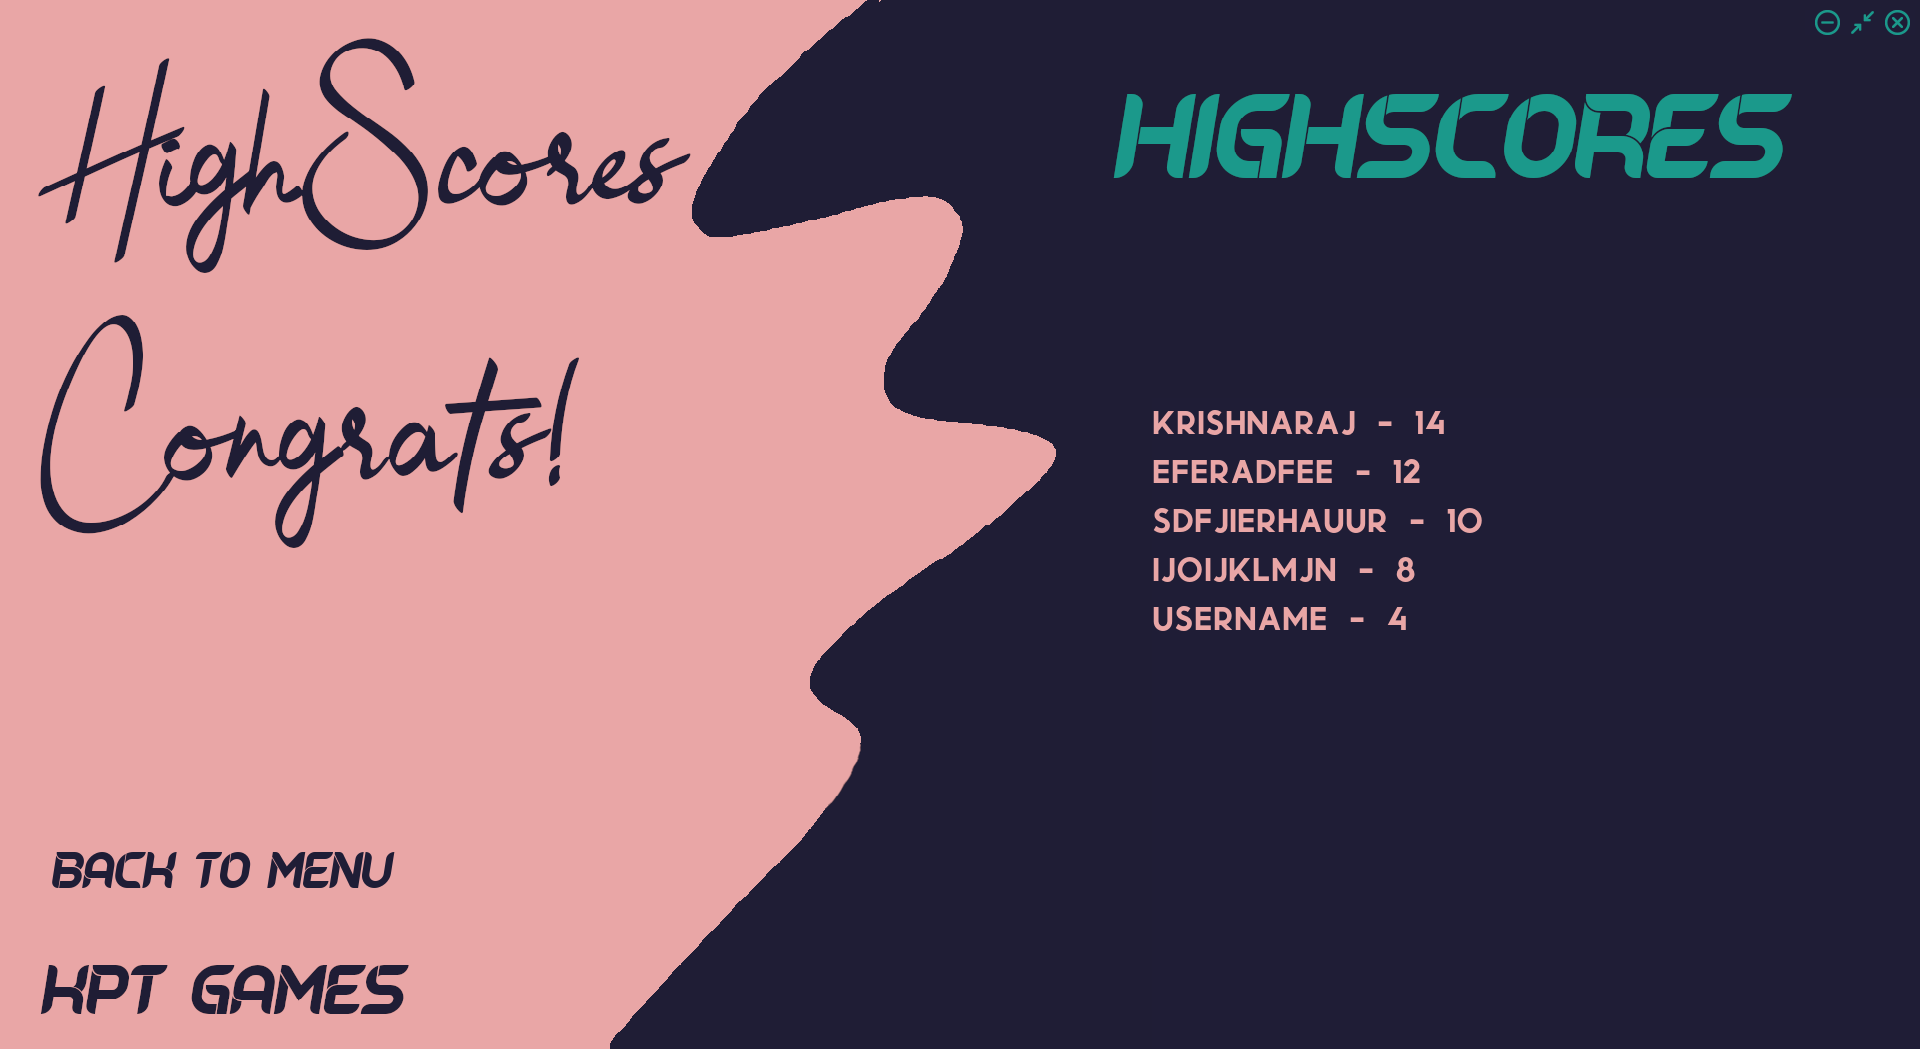 HighScores
Congrats!
BACK TO MENU
KPT GAMES
HIGHSCORES
KRISHNARAJ - 14
EFERADFEE - 12
SDFJIERHAUUR - 10
IJOIJKLMJN - 8
USERNAME - 4